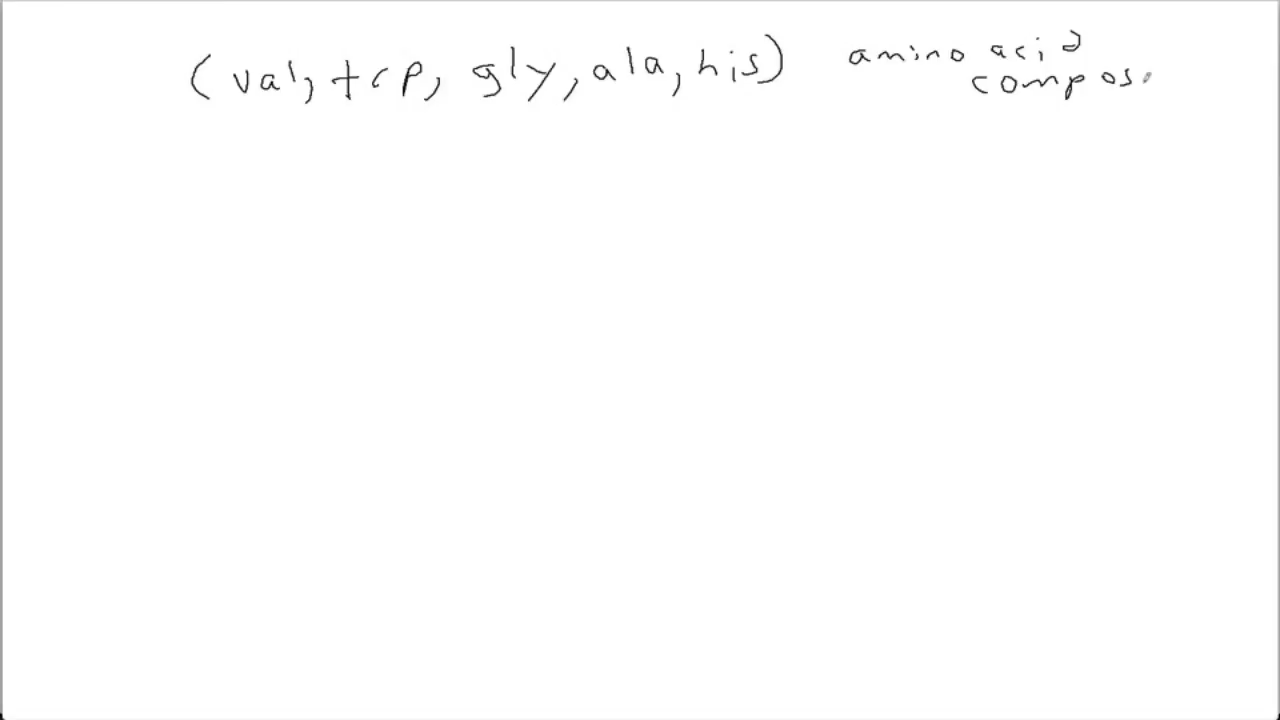 (val, trp, gly, ala, his) amino acid
compos